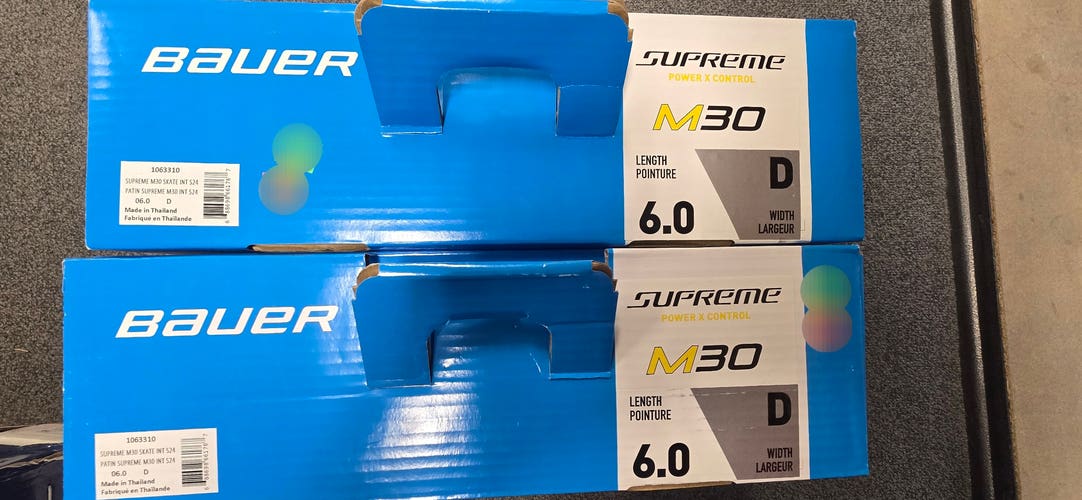 BAUER
SUPREME
POWER X CONTROL
M30
LENGTH
POINTURE
D
6.0
WIDTH
LARGEUR
1063310
SUPREME M30 SKATE INT S24
PATIN SUPREME M30 INT S24
06.0 D
Made in Thailand
Fabriqué en Thaïlande
BAUER
SUPREME
POWER X CONTROL
M30
LENGTH
POINTURE
D
6.0
WIDTH
LARGEUR
1063310
SUPREME M30 SKATE INT S24
PATIN SUPREME M30 INT S24
06.0 D
Made in Thailand
Fabriqué en Thaïlande